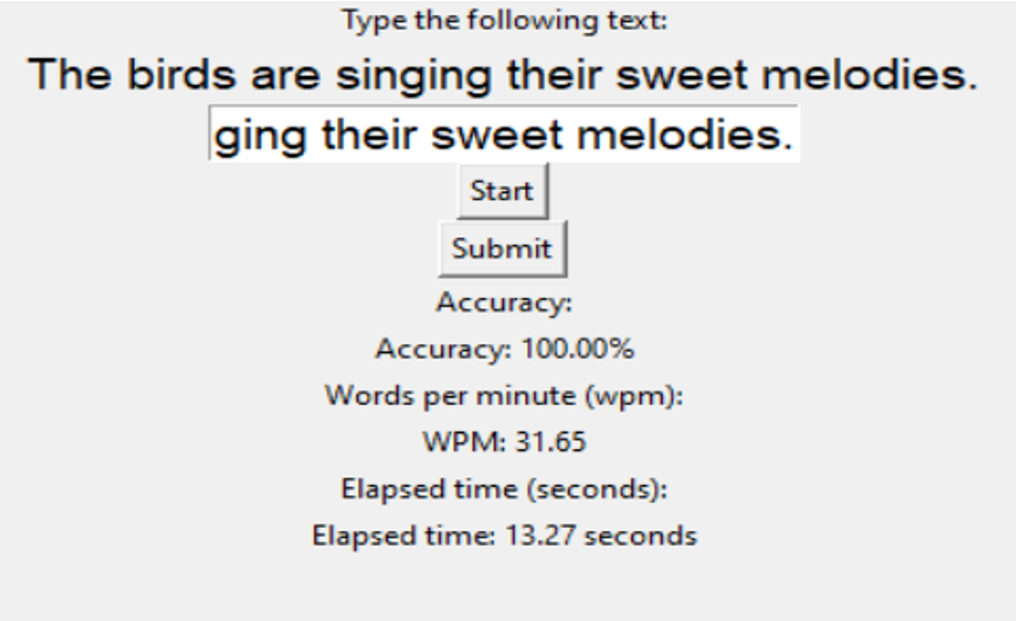 Type the following text:
The birds are singing their sweet melodies.
ging their sweet melodies.
Start
Submit
Accuracy:
Accuracy: 100.00%
Words per minute (wpm):
WPM: 31.65
Elapsed time (seconds):
Elapsed time: 13.27 seconds